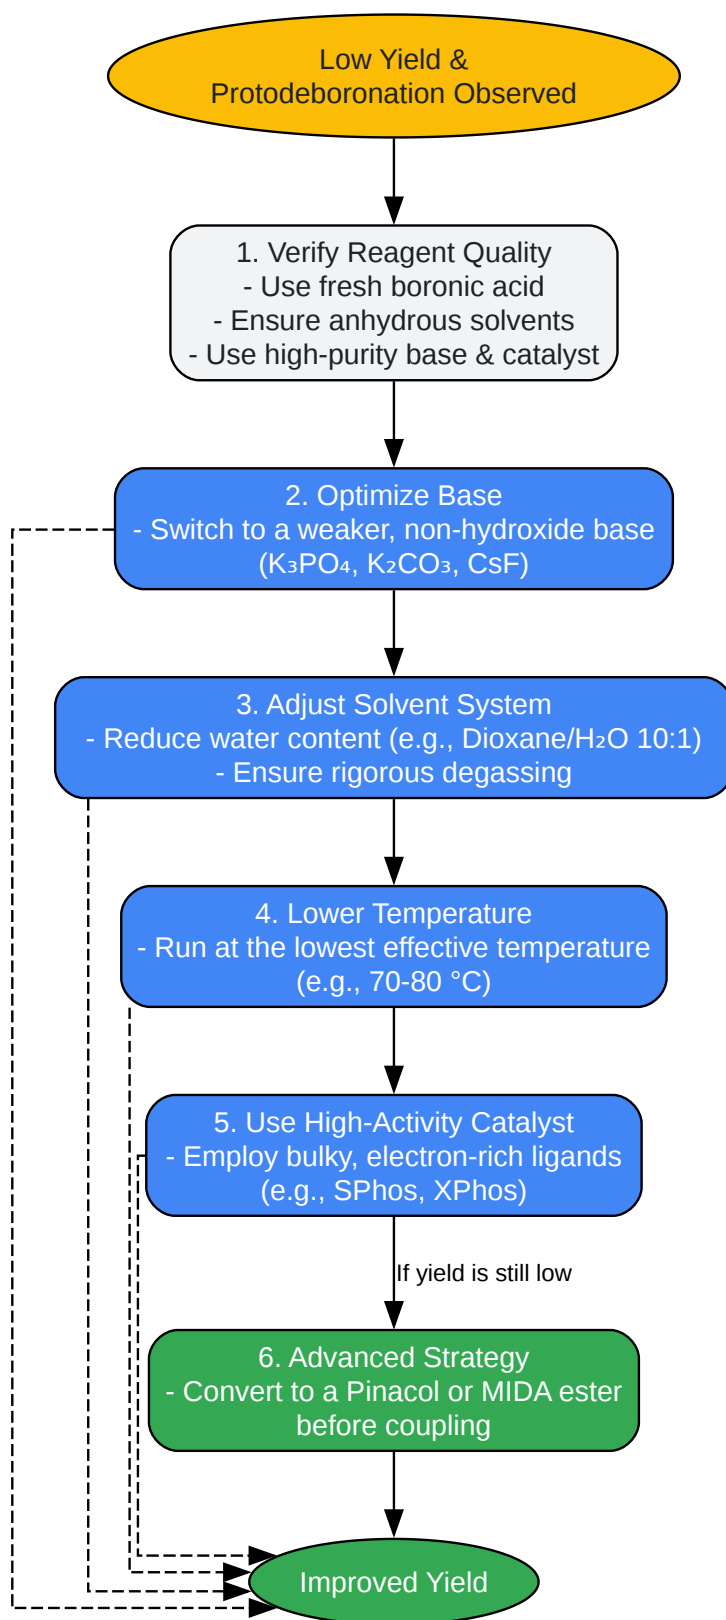 Low Yield &
Protodeboronation Observed
1. Verify Reagent Quality
- Use fresh boronic acid
- Ensure anhydrous solvents
- Use high-purity base & catalyst
2. Optimize Base
- Switch to a weaker, non-hydroxide base
(K₃PO₄, K₂CO₃, CsF)
3. Adjust Solvent System
- Reduce water content (e.g., Dioxane/H₂O 10:1)
- Ensure rigorous degassing
4. Lower Temperature
- Run at the lowest effective temperature
(e.g., 70-80 °C)
5. Use High-Activity Catalyst
- Employ bulky, electron-rich ligands
(e.g., SPhos, XPhos)
If yield is still low
6. Advanced Strategy
- Convert to a Pinacol or MIDA ester
before coupling
Improved Yield